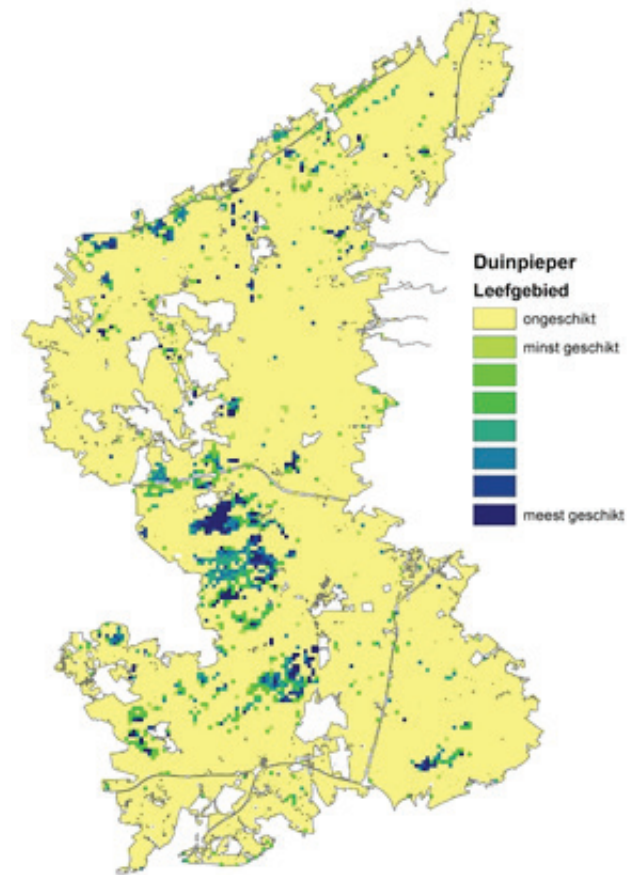 Duinpieper
Leefgebied
ongeschikt
minst geschikt
meest geschikt